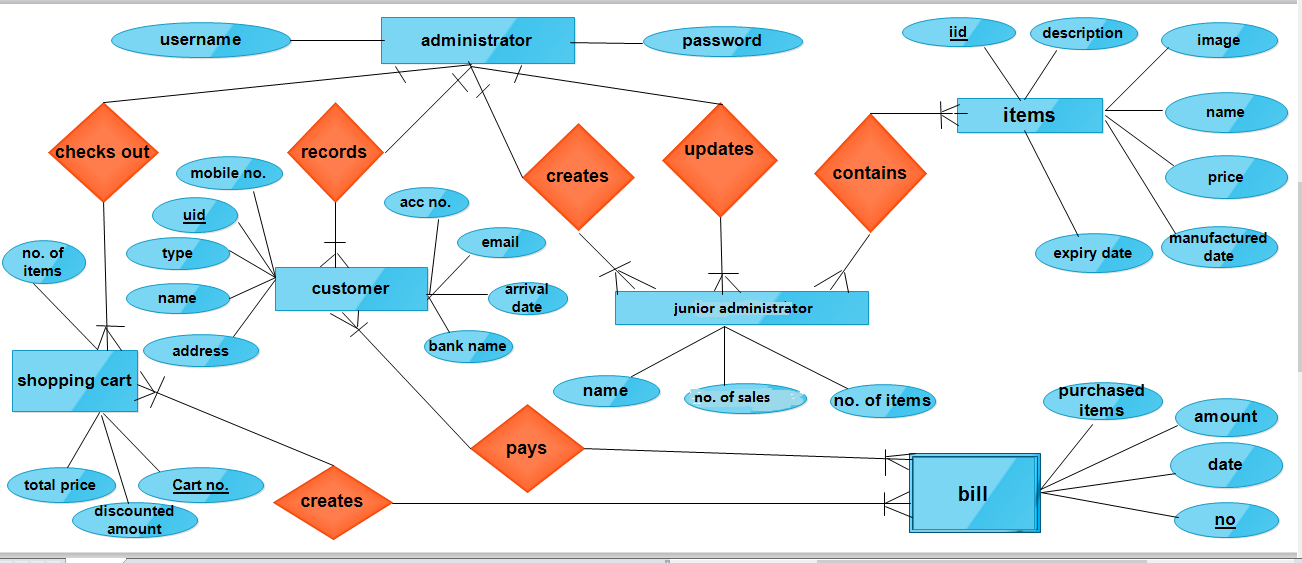 username
administrator
password
iid
description
image
items
name
price
manufactured
date
expiry date
checks out
records
creates
updates
contains
mobile no.
uid
type
name
address
customer
acc no.
email
arrival
date
bank name
no. of
items
shopping cart
total price
discounted
amount
Cart no.
junior administrator
name
no. of sales
no. of items
pays
creates
bill
purchased
items
amount
date
no